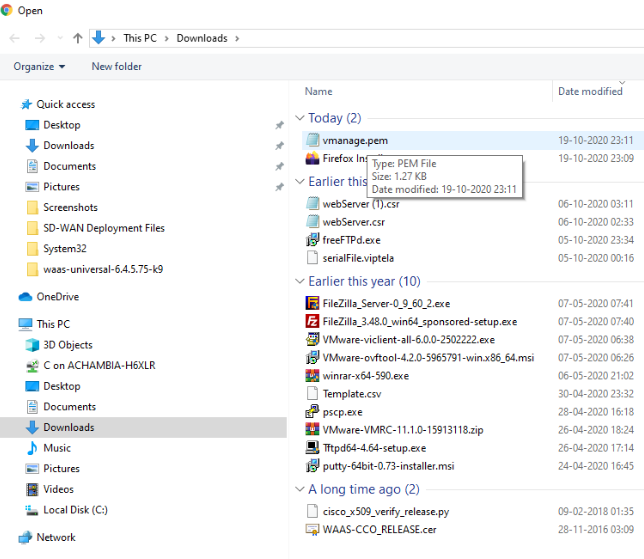 Open
This PC > Downloads >
Organize New folder
Quick access
Desktop
Downloads
Documents
Pictures
Screenshots
SD-WAN Deployment Files
System32
waas-universal-6.4.5.75-k9
OneDrive
This PC
3D Objects
C on ACHAMBIA-H6XLR
Desktop
Documents
Downloads
Music
Pictures
Videos
Local Disk (C:)
Network
Name Date modified
Today (2)
vmanage.pem 19-10-2020 23:11
Firefox 19-10-2020 23:09
Type: PEM File
Size: 1.27 KB
Date modified: 19-10-2020 23:11
Earlier this
webServer (1).csr 06-10-2020 03:11
webServer.csr 06-10-2020 02:33
freeFTPd.exe 05-10-2020 23:34
serialFile.viptela 05-10-2020 00:16
Earlier this year (10)
FileZilla_Server-0_9_60_2.exe 07-05-2020 07:41
FileZilla_3.48.0_win64_sponsored-setup.exe 07-05-2020 07:40
VMware-viclient-all-6.0.0-2502222.exe 07-05-2020 06:38
VMware-ovftool-4.2.0-5965791-win.x86_64.msi 07-05-2020 06:26
winrar-x64-590.exe 06-05-2020 21:02
Template.csv 30-04-2020 23:32
pscp.exe 28-04-2020 16:18
VMware-VMRC-11.1.0-15913118.zip 26-04-2020 18:24
Tftpd64-4.64-setup.exe 26-04-2020 17:14
putty-64bit-0.73-installer.msi 24-04-2020 16:45
A long time ago (2)
cisco_x509_verify_release.py 09-02-2018 01:35
WAAS-CCO_RELEASE.cer 28-11-2016 03:09